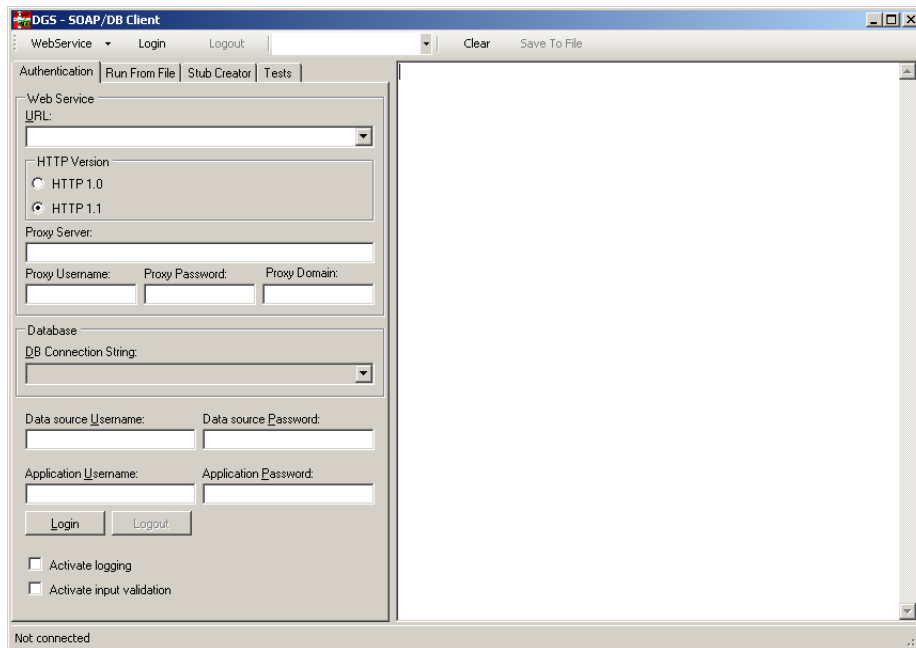 DGS - SOAP/DB Client
WebService Login Logout Clear Save To File
Authentication Run From File Stub Creator Tests
Web Service
URL:
HTTP Version
HTTP 1.0
HTTP 1.1
Proxy Server:
Proxy Username: Proxy Password: Proxy Domain:
Database
DB Connection String:
Data source Username: Data source Password:
Application Username: Application Password:
Login Logout
Activate logging
Activate input validation
Not connected